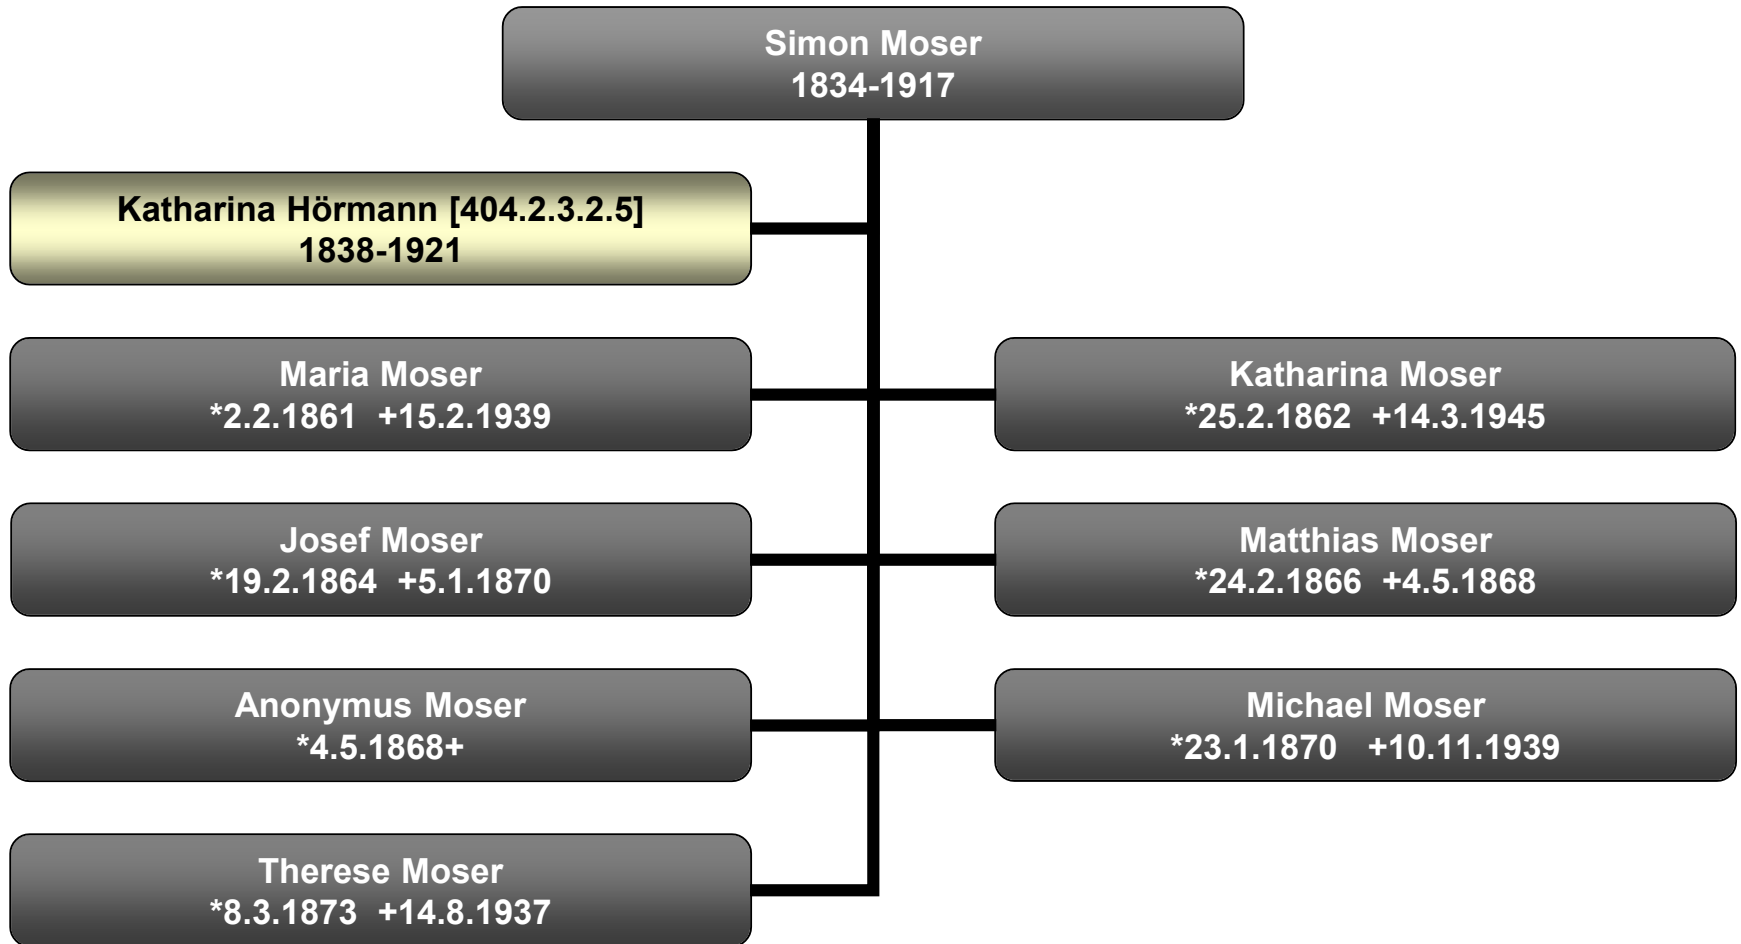 Simon Moser
1834-1917
Katharina Hörmann [404.2.3.2.5]
1838-1921
Maria Moser
*2.2.1861  +15.2.1939
Katharina Moser
*25.2.1862  +14.3.1945
Josef Moser
*19.2.1864  +5.1.1870
Matthias Moser
*24.2.1866  +4.5.1868
Anonymus Moser
*4.5.1868+
Michael Moser
*23.1.1870   +10.11.1939
Therese Moser
*8.3.1873  +14.8.1937